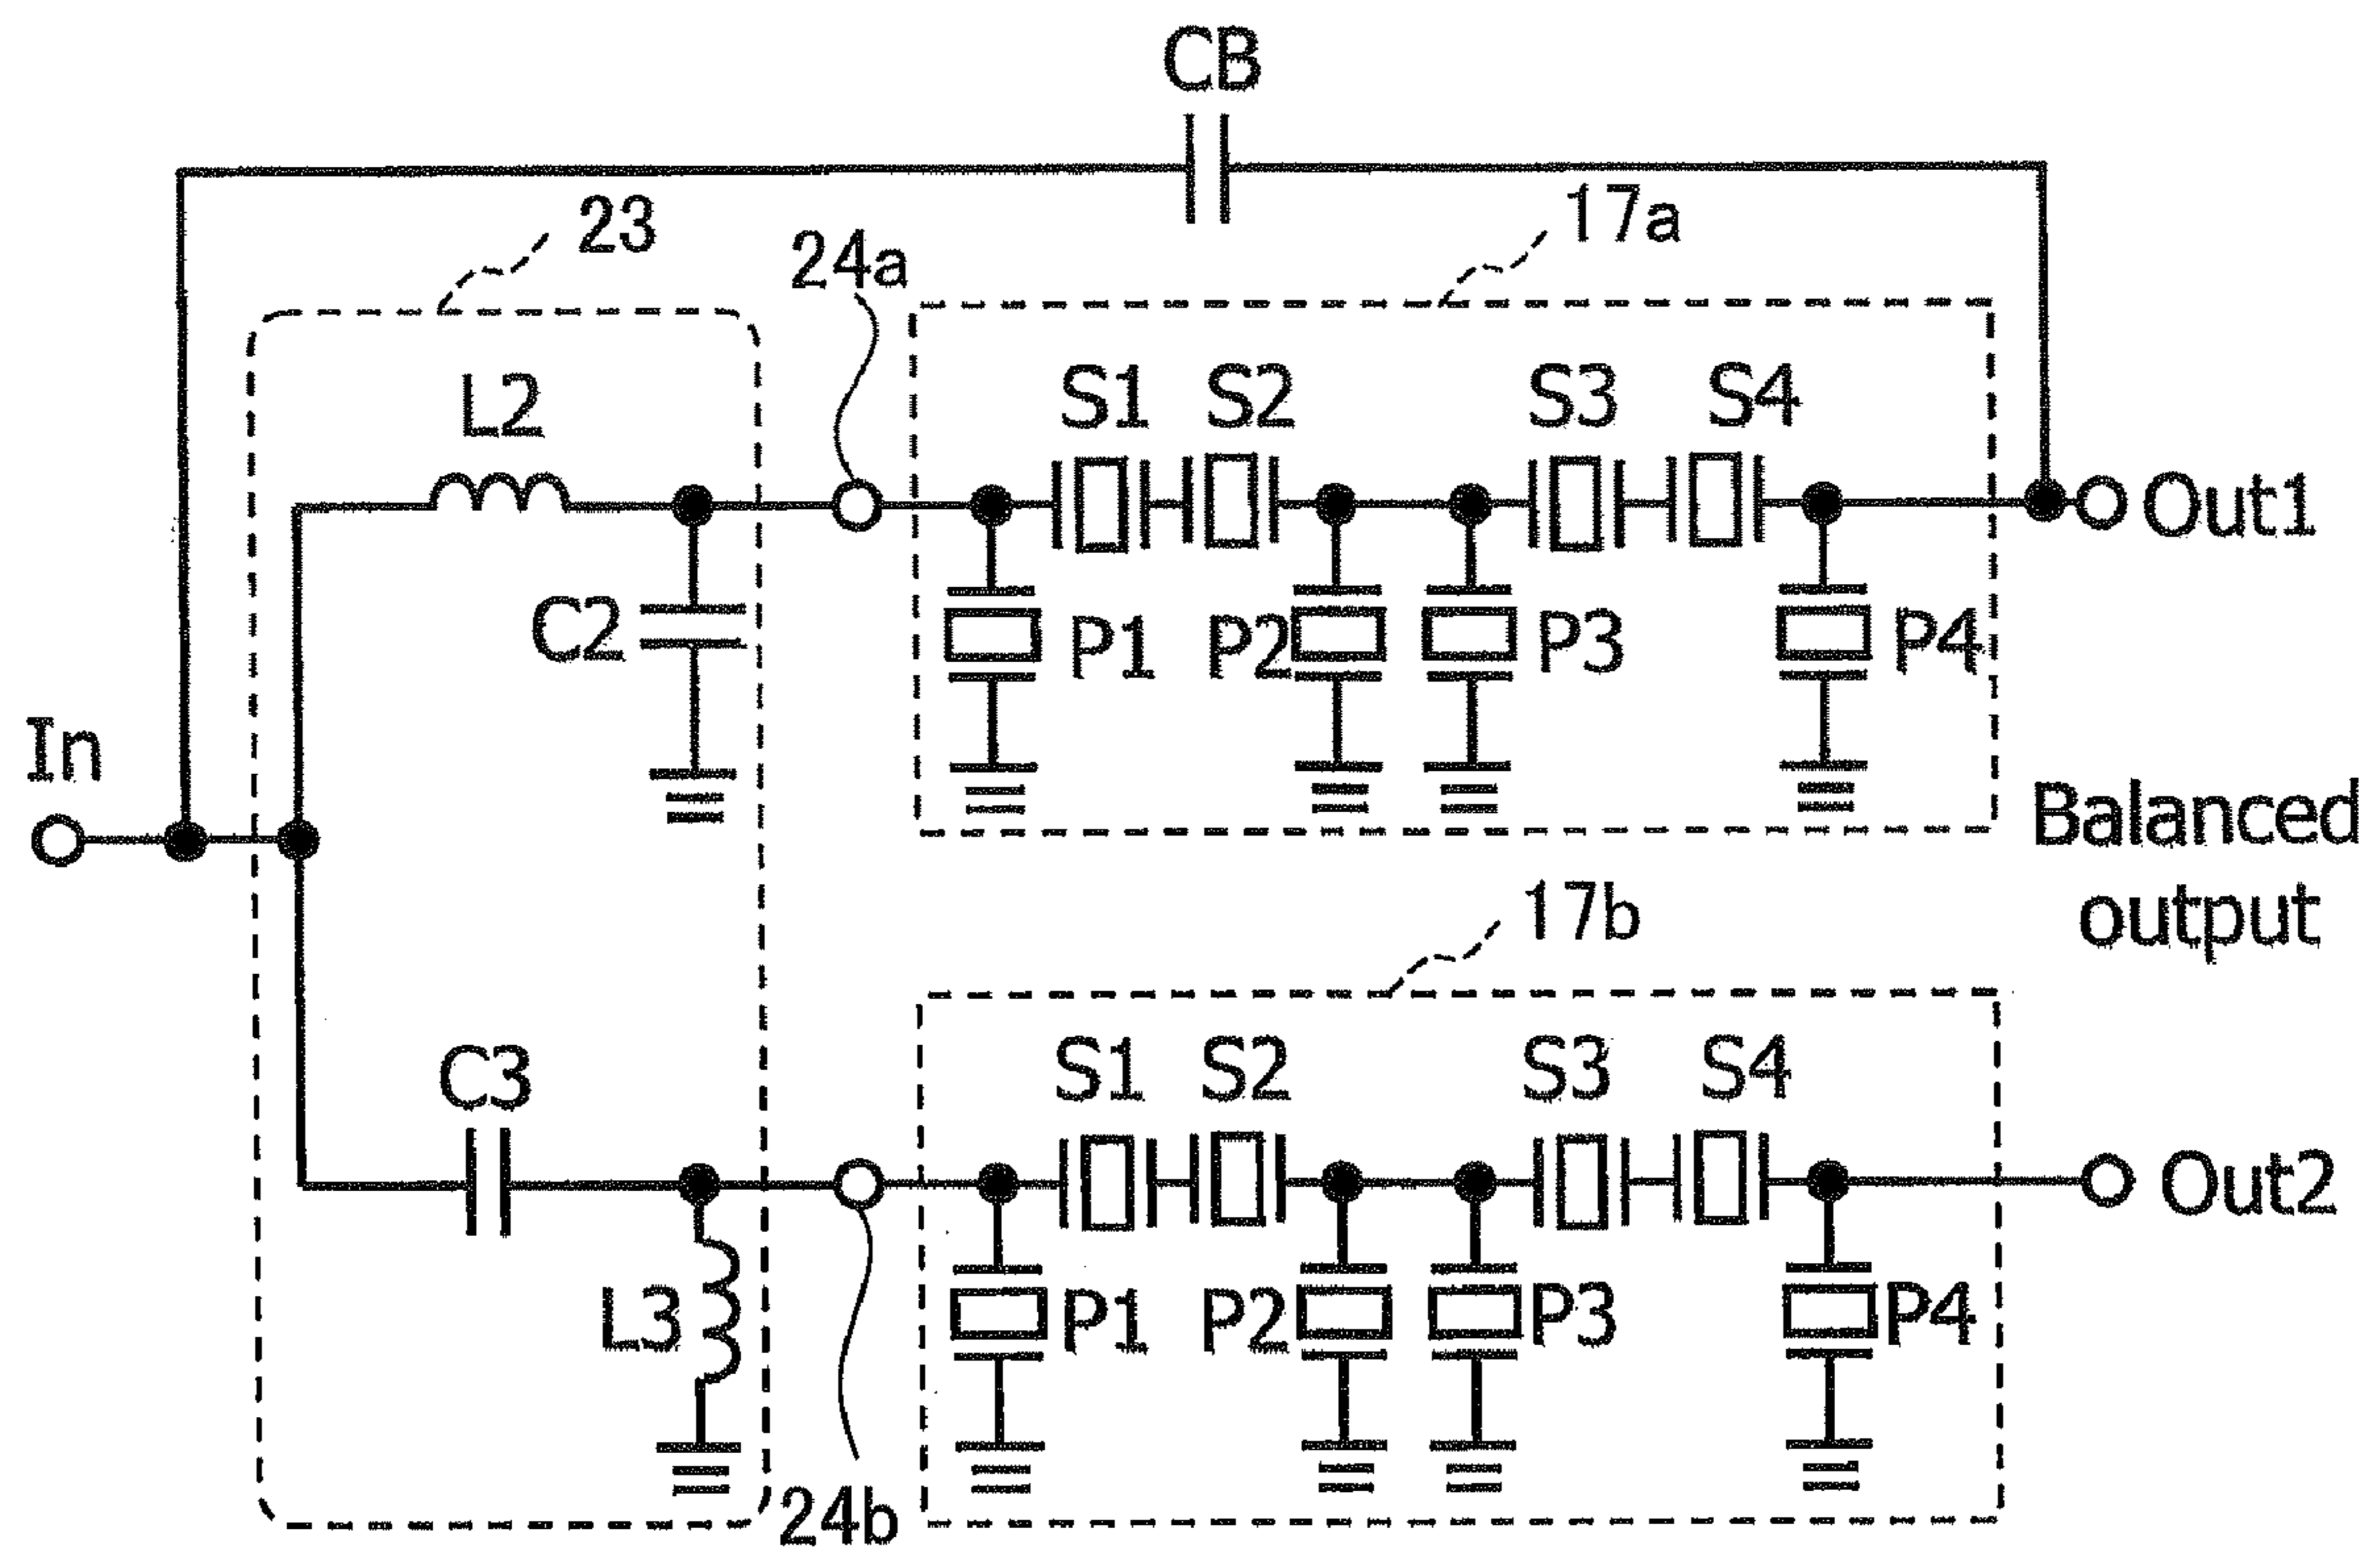 CB
23
24a
17a
L2
S1
S2
S3
S4
Out1
C2
P1
P2
P3
P4
In
Balanced
output
17b
C3
S1
S2
S3
S4
Out2
L3
P1
P2
P3
P4
24b